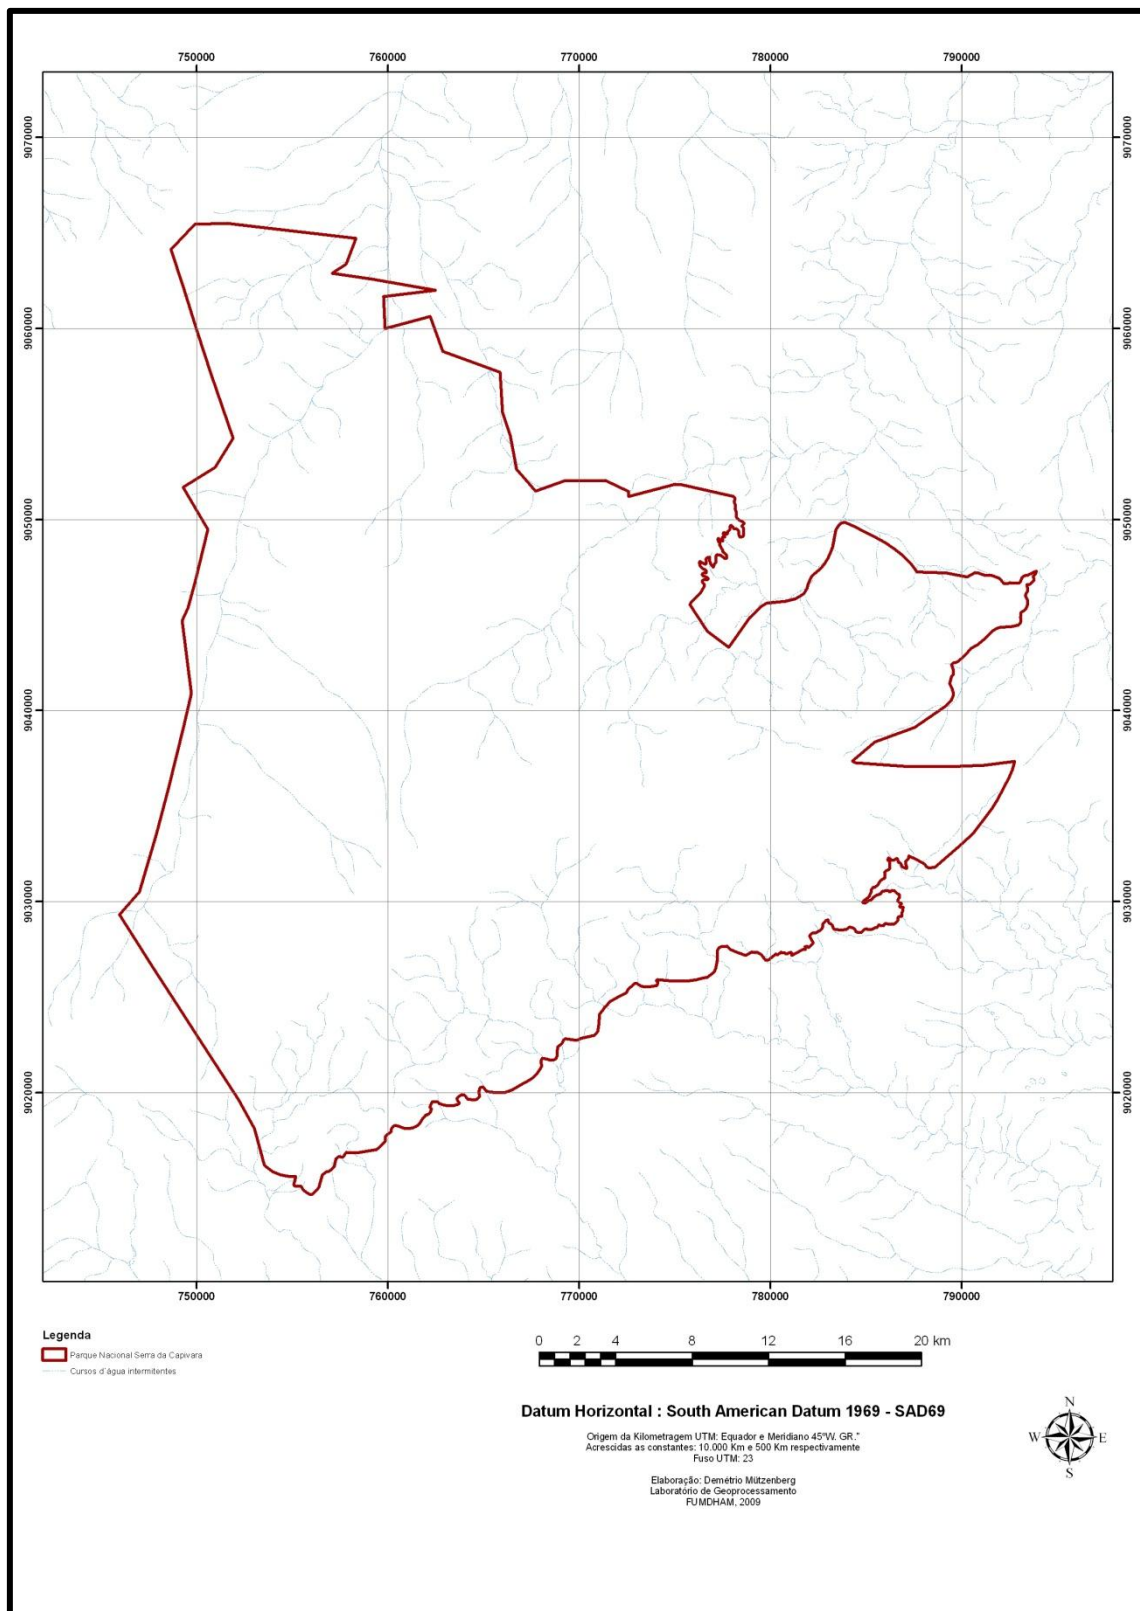 750000 760000 770000 780000 790000
9070000 9070000
9060000 9060000
9050000 9050000
9040000 9040000
9030000 9030000
9020000 9020000
750000 760000 770000 780000 790000
Legenda
Parque Nacional Serra da Capivara
Cursos d´água intermitentes
0 2 4 8 12 16 20 km
Datum Horizontal : South American Datum 1969 - SAD69
Origem da Kilometragem UTM: Equador e Meridiano 45ºW. GR."
Acrescidas as constantes: 10.000 Km e 500 Km respectivamente
Fuso UTM: 23
Elaboração: Demétrio Mützenberg
Laboratório de Geoprocessamento
FUMDHAM, 2009
N
W E
S